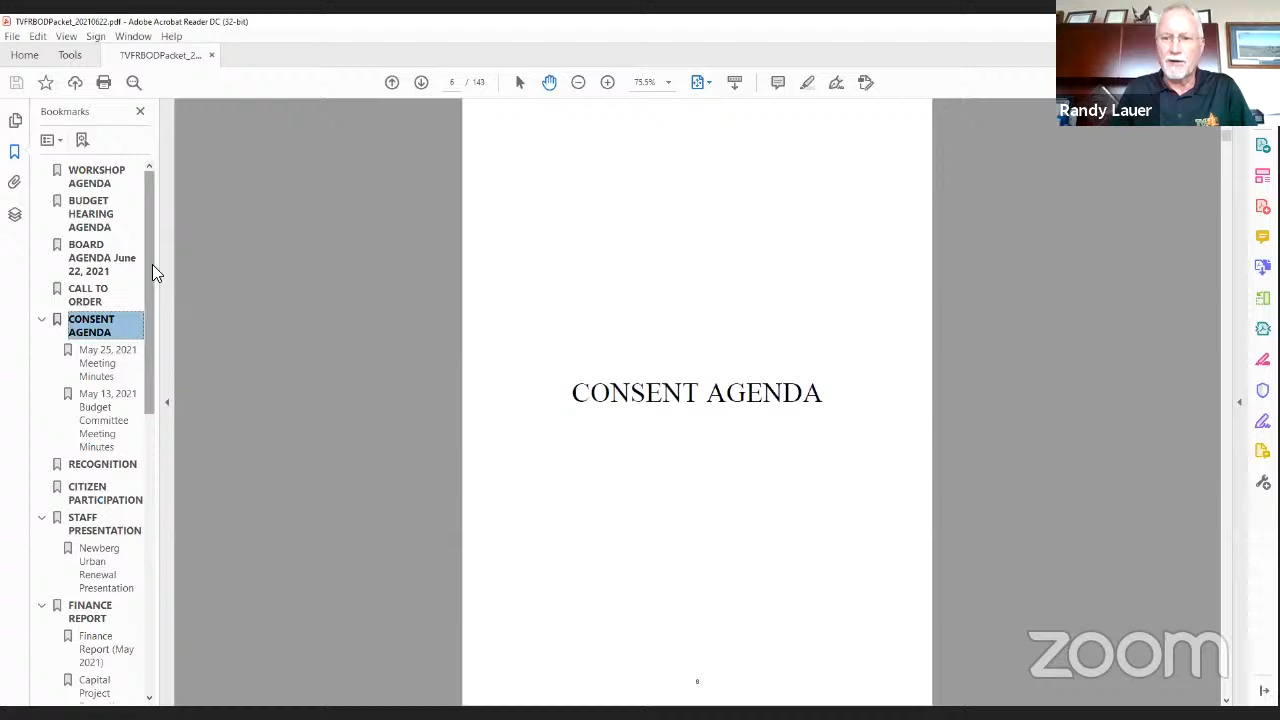 TVFRBODPacket_20210622.pdf - Adobe Acrobat Reader DC (32-bit)
File Edit View Sign Window Help
Home Tools TVFRBODPacket_2... ×
6 / 143 75.5%
Randy Lauer
Bookmarks
WORKSHOP
AGENDA
BUDGET
HEARING
AGENDA
BOARD
AGENDA June
22, 2021
CALL TO
ORDER
CONSENT
AGENDA
May 25, 2021
Meeting
Minutes
May 13, 2021
Budget
Committee
Meeting
Minutes
RECOGNITION
CITIZEN
PARTICIPATION
STAFF
PRESENTATION
Newberg
Urban
Renewal
Presentation
FINANCE
REPORT
Finance
Report (May
2021)
Capital
Project
CONSENT AGENDA
zoom